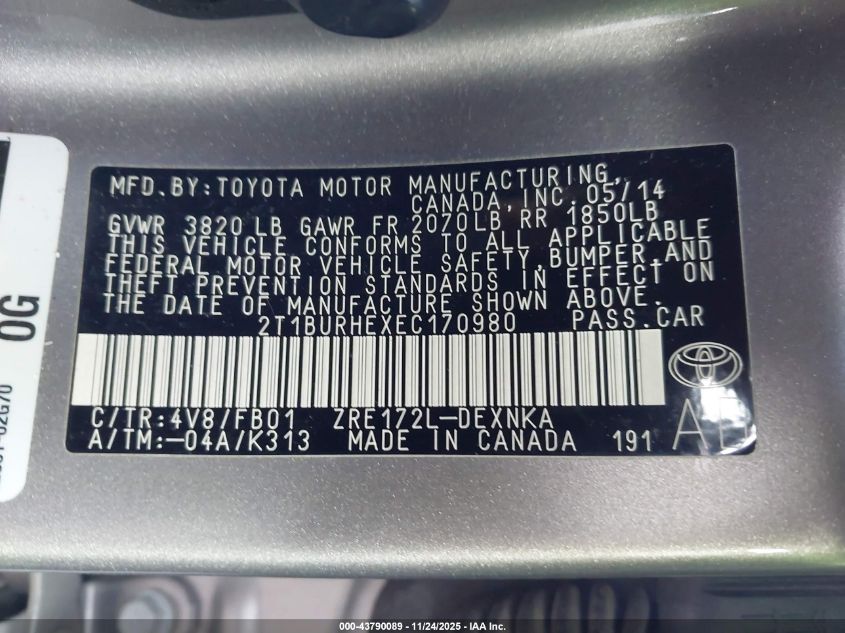 MFD.BY:TOYOTA MOTOR MANUFACTURING,
CANADA,INC. 05/14
GVWR 3820 LB GAWR FR 2070LB RR 1850LB
THIS VEHICLE CONFORMS TO ALL APPLICABLE
FEDERAL MOTOR VEHICLE SAFETY,BUMPER,AND
THEFT PREVENTION STANDARDS IN EFFECT ON
THE DATE OF MANUFACTURE SHOWN ABOVE.
2T1BURHEXEC170980 PASS.CAR
C/TR:4V8/FB01 ZRE172L-DEXNKA
A/TM:-04A/K313 MADE IN CANADA 191
OG
000-43790089 - 11/24/2025 - IAA Inc.